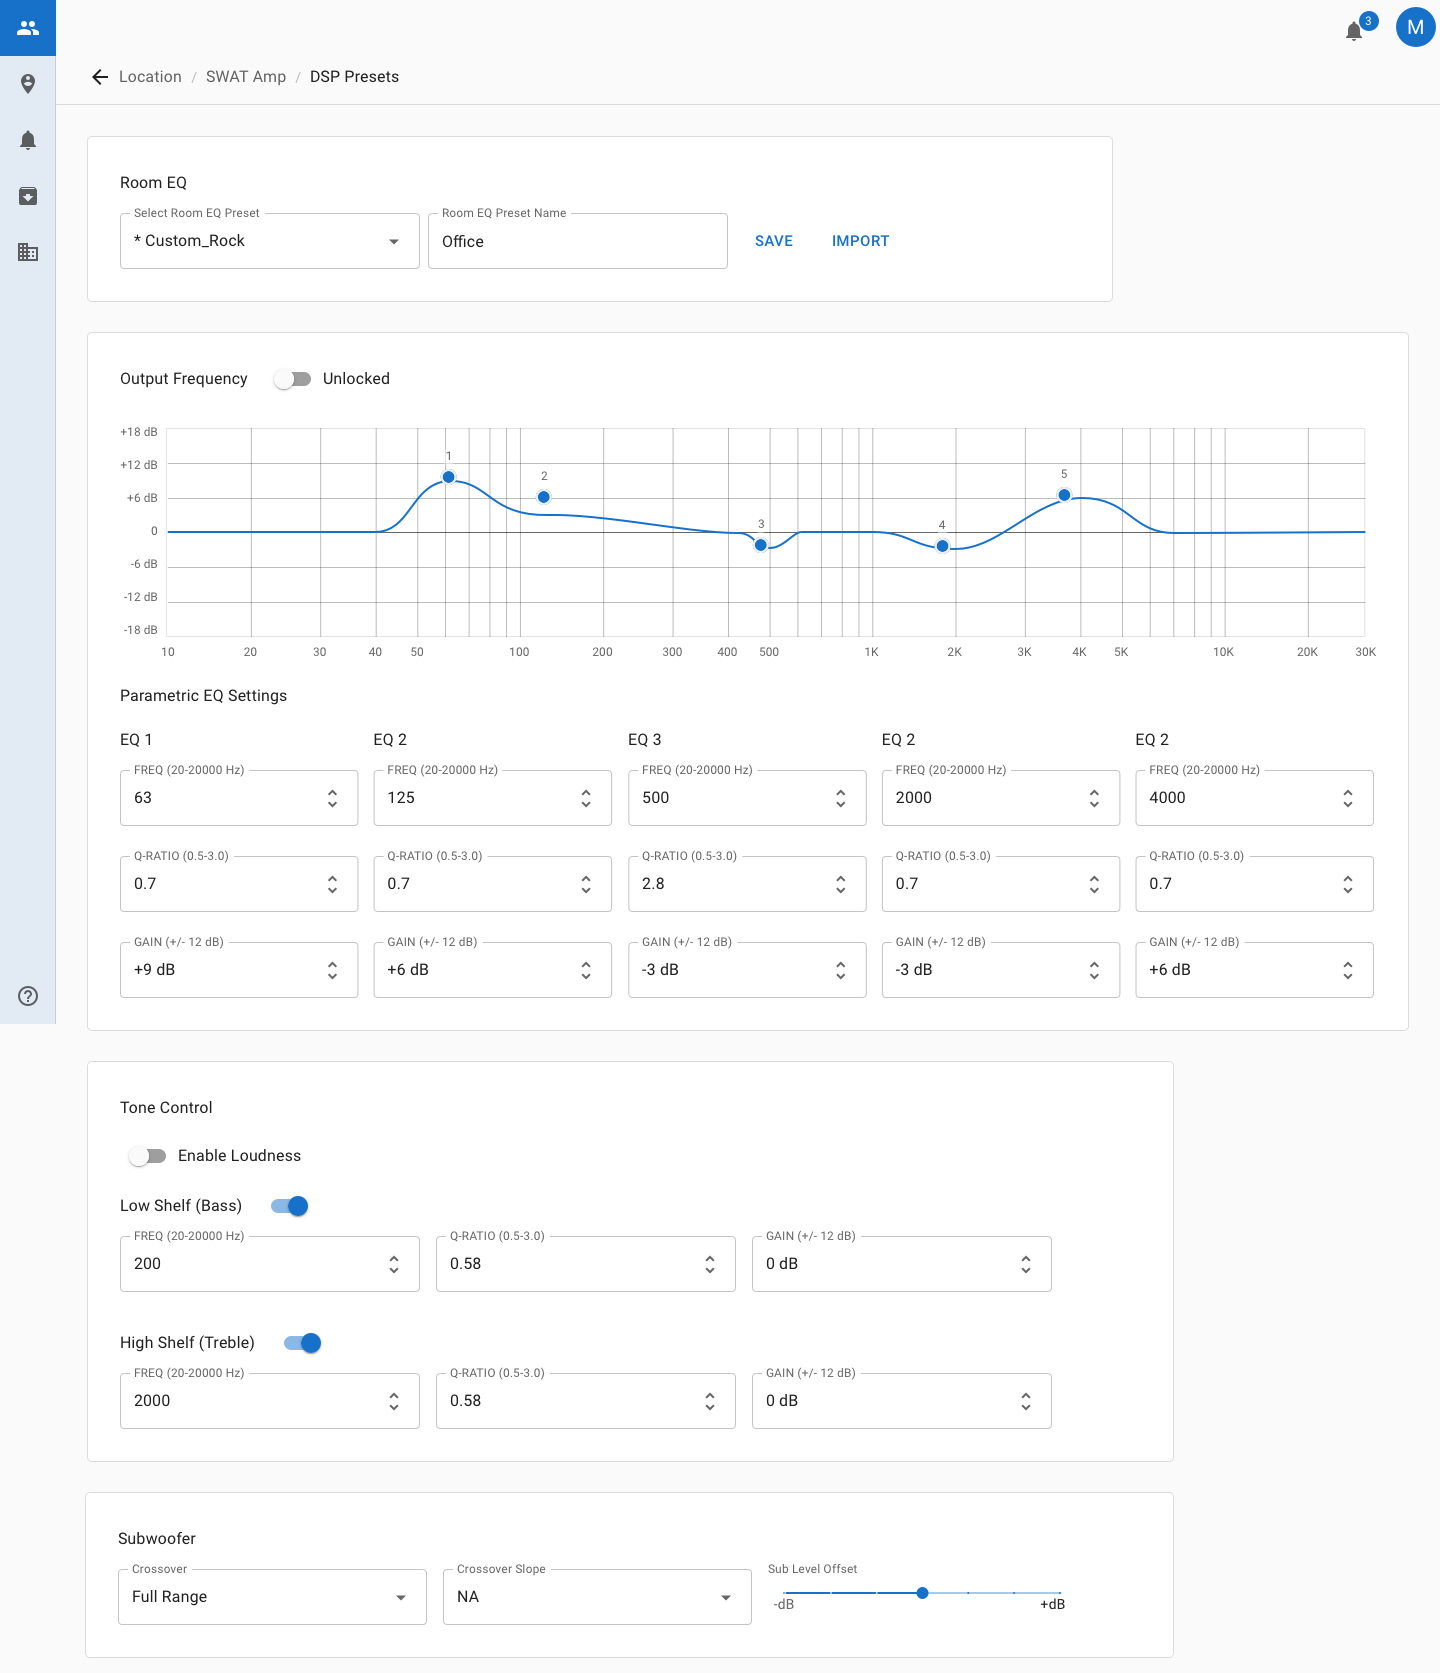 3
M
Location / SWAT Amp / DSP Presets
Room EQ
Select Room EQ Preset
Room EQ Preset Name
* Custom_Rock
Office
SAVE
IMPORT
Output Frequency
Unlocked
+18 dB
+12 dB
+6 dB
0
-6 dB
-12 dB
-18 dB
1
2
3
4
5
10 20 30 40 50 100 200 300 400 500 1K 2K 3K 4K 5K 10K 20K 30K
Parametric EQ Settings
EQ 1 EQ 2 EQ 3 EQ 2 EQ 2
FREQ (20-20000 Hz) FREQ (20-20000 Hz) FREQ (20-20000 Hz) FREQ (20-20000 Hz) FREQ (20-20000 Hz)
63 125 500 2000 4000
Q-RATIO (0.5-3.0) Q-RATIO (0.5-3.0) Q-RATIO (0.5-3.0) Q-RATIO (0.5-3.0) Q-RATIO (0.5-3.0)
0.7 0.7 2.8 0.7 0.7
GAIN (+/- 12 dB) GAIN (+/- 12 dB) GAIN (+/- 12 dB) GAIN (+/- 12 dB) GAIN (+/- 12 dB)
+9 dB +6 dB -3 dB -3 dB +6 dB
Tone Control
Enable Loudness
Low Shelf (Bass)
FREQ (20-20000 Hz) Q-RATIO (0.5-3.0) GAIN (+/- 12 dB)
200 0.58 0 dB
High Shelf (Treble)
FREQ (20-20000 Hz) Q-RATIO (0.5-3.0) GAIN (+/- 12 dB)
2000 0.58 0 dB
Subwoofer
Crossover Crossover Slope Sub Level Offset
Full Range NA
-dB +dB